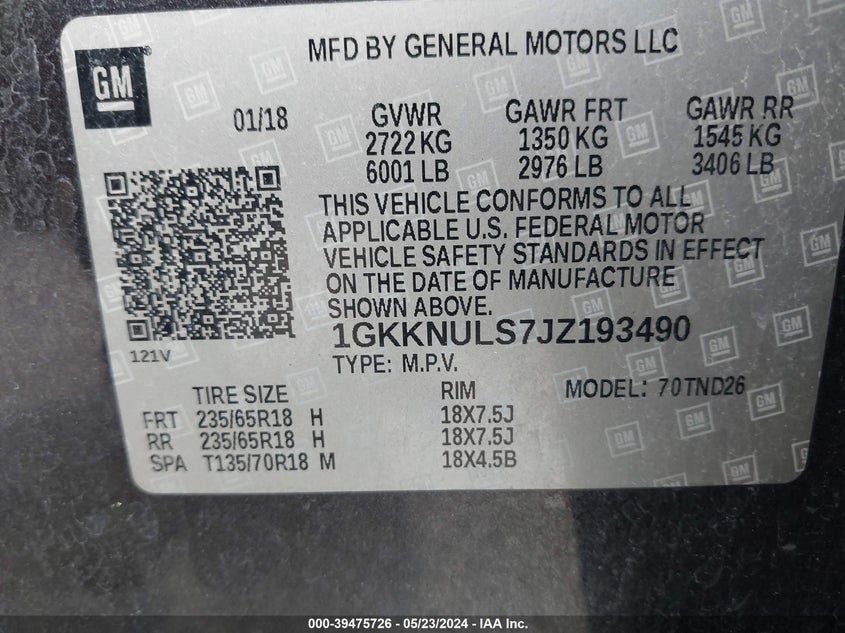 GM
MFD BY GENERAL MOTORS LLC
01/18 GVWR GAWR FRT GAWR RR
2722 KG 1350 KG 1545 KG
6001 LB 2976 LB 3406 LB
THIS VEHICLE CONFORMS TO ALL
APPLICABLE U.S. FEDERAL MOTOR
VEHICLE SAFETY STANDARDS IN EFFECT
ON THE DATE OF MANUFACTURE
SHOWN ABOVE.
1GKKNULS7JZ193490
121V
TYPE: M.P.V.
TIRE SIZE RIM MODEL: 70TND26
FRT 235/65R18 H 18X7.5J
RR 235/65R18 H 18X7.5J
SPA T135/70R18 M 18X4.5B
000-39475726 - 05/23/2024 - IAA Inc.